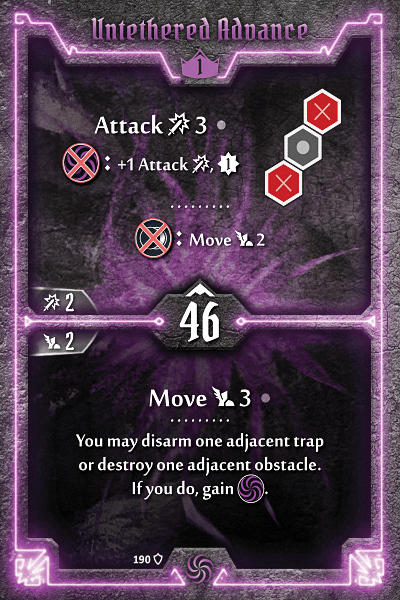 Untethered Advance
1
Attack 3
: +1 Attack , 1
: Move 2
2
46
2
Move 3
You may disarm one adjacent trap
or destroy one adjacent obstacle.
If you do, gain .
190